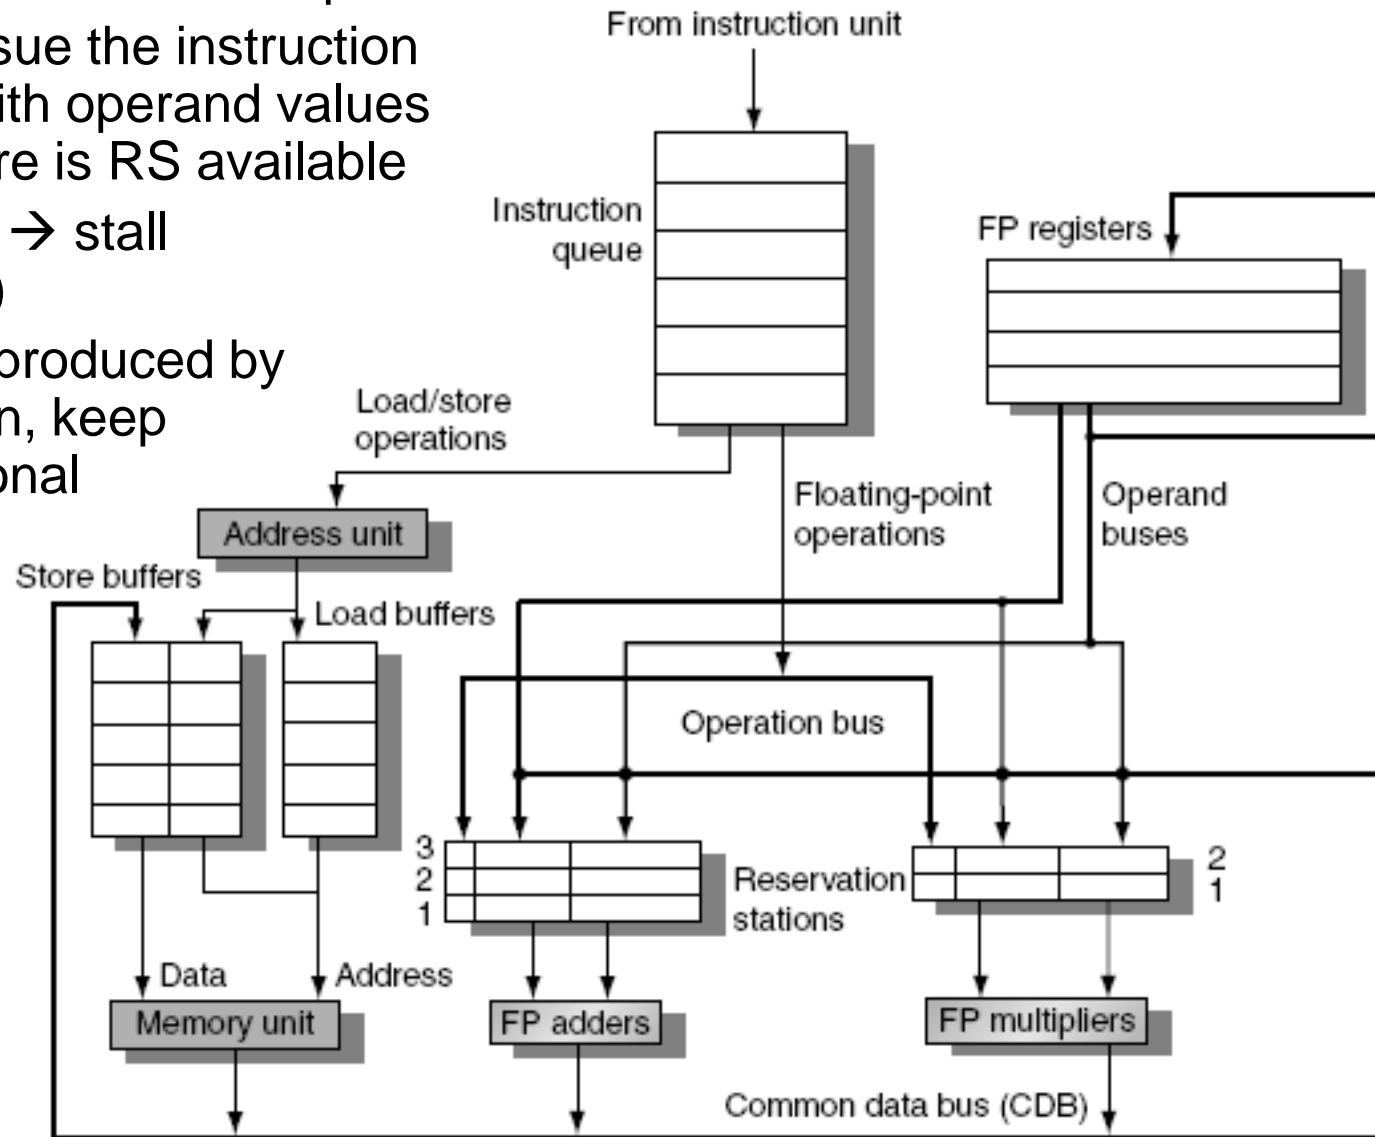 From instruction unit
sue the instruction
ith operand values
re is RS available
→ stall
)
produced by
n, keep
onal
Instruction
queue
FP registers
Load/store
operations
Floating-point
operations
Operand
buses
Address unit
Store buffers
Load buffers
Operation bus
3
2
1
Reservation
stations
2
1
Data
Address
Memory unit
FP adders
FP multipliers
Common data bus (CDB)